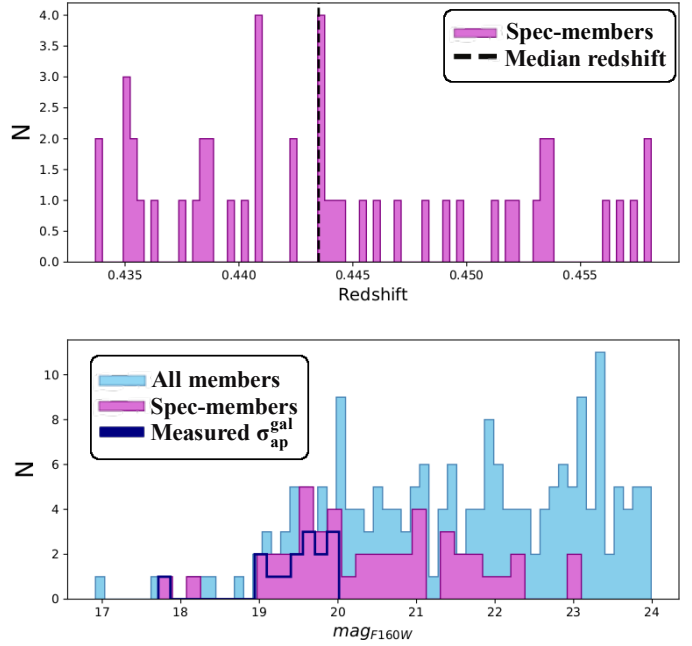 4.0
3.5
3.0
2.5
2.0
1.5
1.0
0.5
0.0
N
Spec-members
Median redshift
0.435 0.440 0.445 0.450 0.455
Redshift
10
8
6
4
2
0
N
All members
Spec-members
Measured σ_ap^gal
17 18 19 20 21 22 23 24
mag_F160W